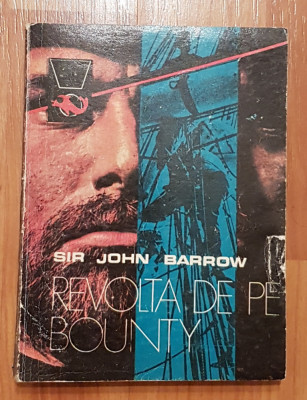 SIR JOHN BARROW
REVOLTA DE PE
BOUNTY